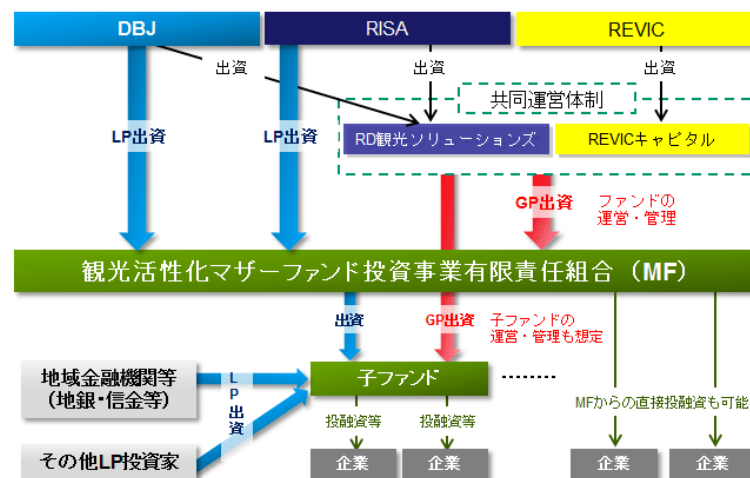 DBJ
RISA
REVIC
出資
出資
出資
共同運営体制
LP出資
LP出資
RD観光ソリューションズ
REVICキャピタル
GP出資
ファンドの
運営・管理
観光活性化マザーファンド投資事業有限責任組合（MF）
出資
GP出資
子ファンドの
運営・管理も想定
地域金融機関等
（地銀・信金等）
LP出資
子ファンド
………
MFからの直接投融資も可能
投融資等
投融資等
その他LP投資家
企業
企業
企業
企業